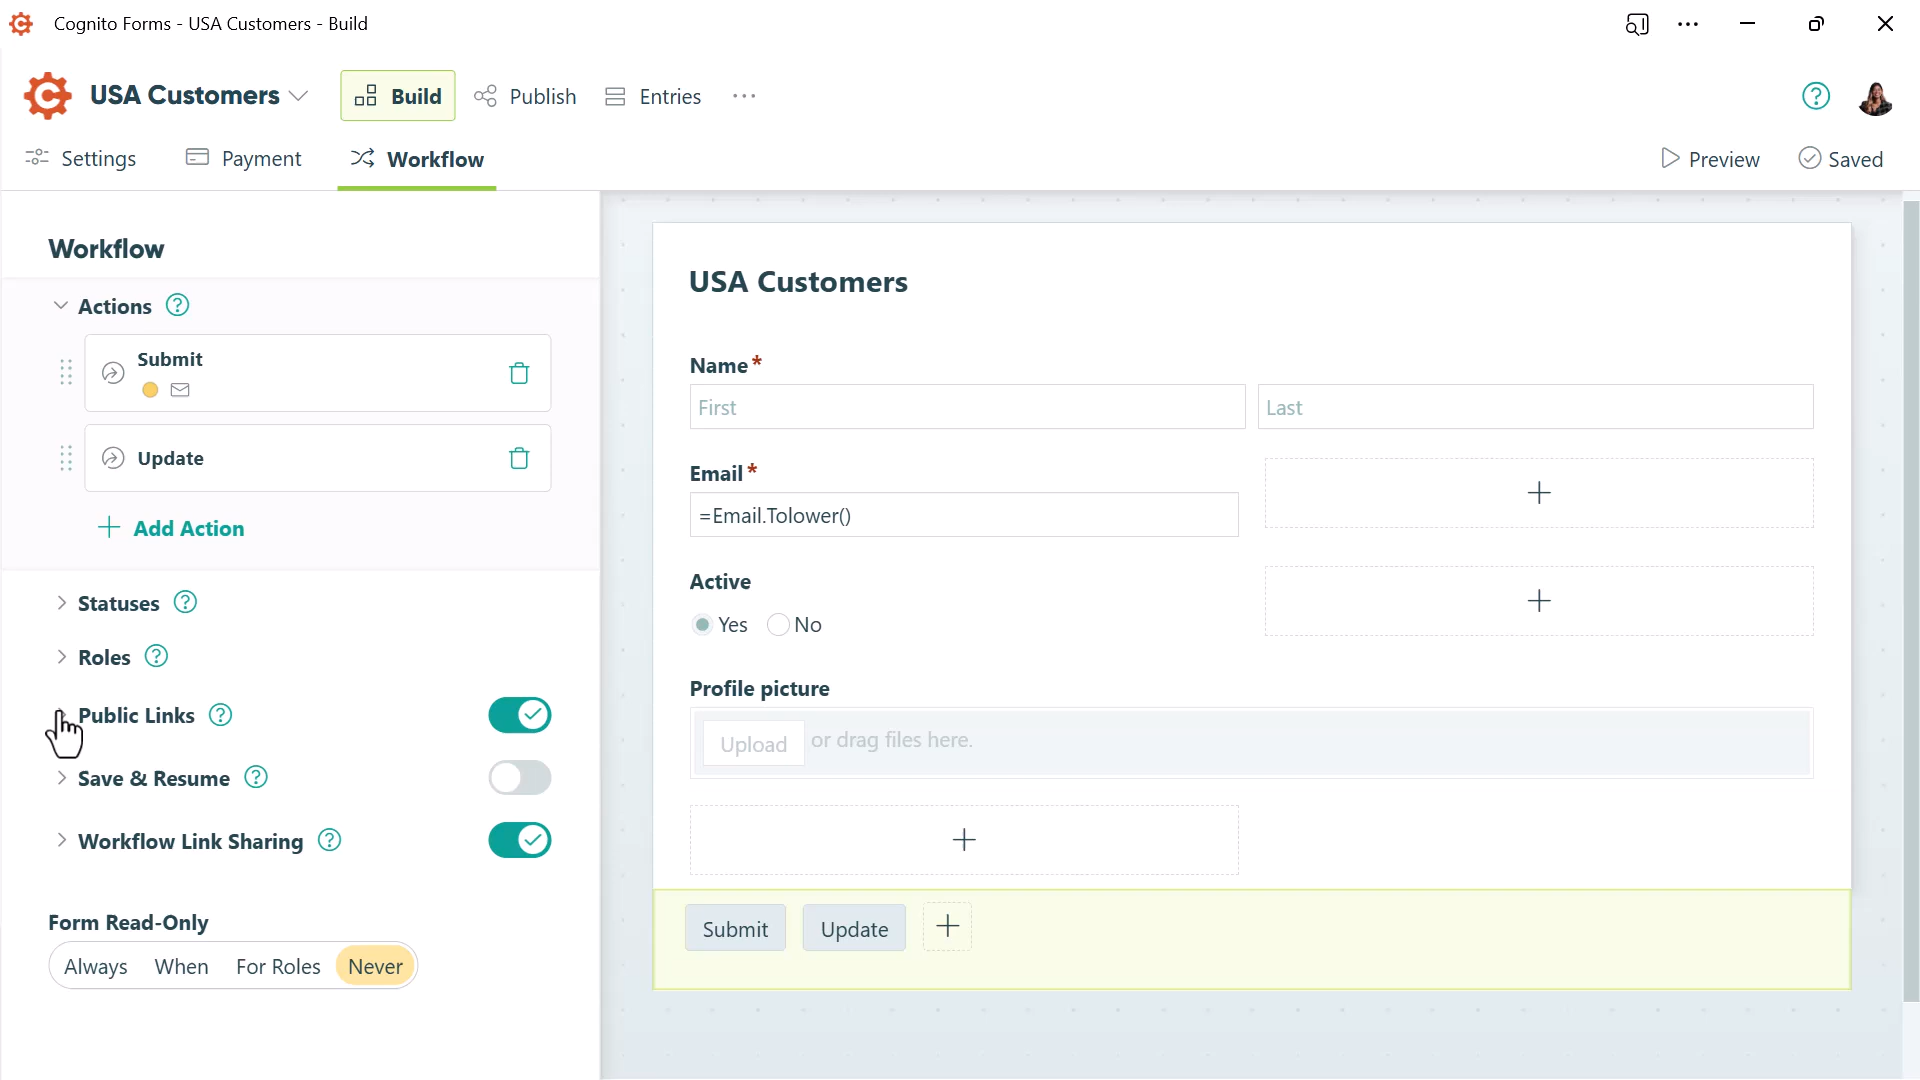 Cognito Forms - USA Customers - Build
USA Customers
Build
Publish
Entries
Settings
Payment
Workflow
Preview
Saved
Workflow
Actions
Submit
Update
Add Action
Statuses
Roles
Public Links
Save & Resume
Workflow Link Sharing
Form Read-Only
Always When For Roles Never
USA Customers
Name*
First
Last
Email*
=Email.Tolower()
Active
Yes No
Profile picture
Upload or drag files here.
Submit Update